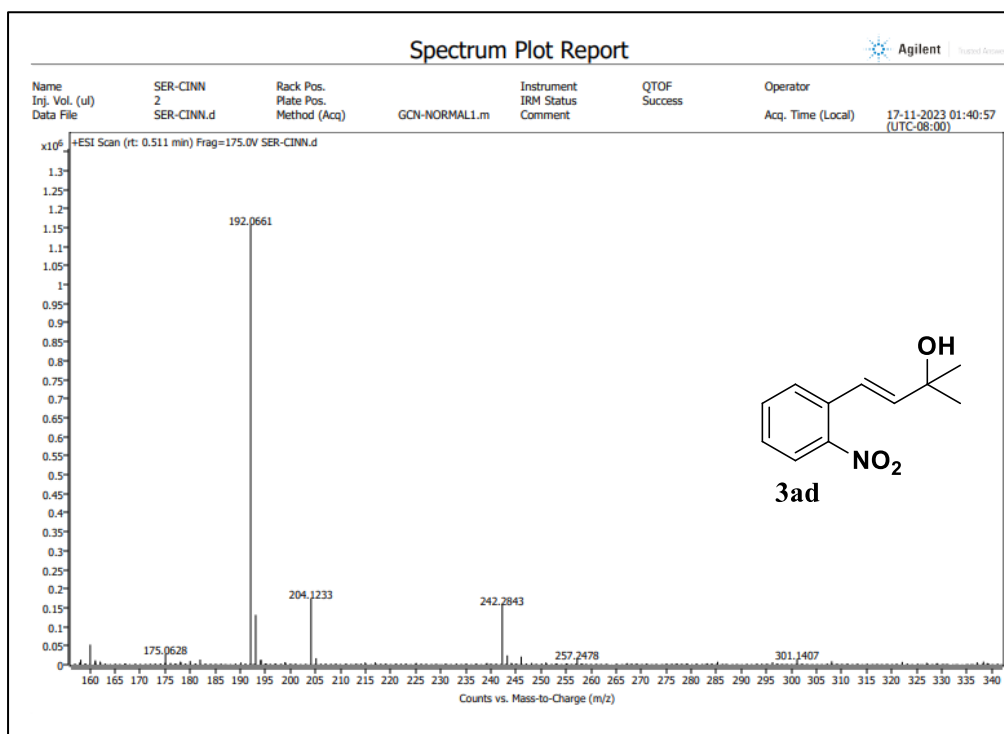 Spectrum Plot Report
Agilent Trusted Answers
Name SER-CINN Rack Pos. Instrument QTOF Operator
Inj. Vol. (ul) 2 Plate Pos. IRM Status Success
Data File SER-CINN.d Method (Acq) GCN-NORMAL1.m Comment Acq. Time (Local) 17-11-2023 01:40:57
(UTC-08:00)
x10⁶ +ESI Scan (rt: 0.511 min) Frag=175.0V SER-CINN.d
1.3
1.25
192.0661
1.2
1.15
1.1
1.05
1
0.95
0.9
0.85
OH
0.8
0.75
0.7
0.65
0.6
0.55
NO₂
0.5
3ad
0.45
0.4
0.35
0.3
0.25
0.2
204.1233
242.2843
0.15
0.1
0.05
175.0628
257.2478
301.1407
0
160 165 170 175 180 185 190 195 200 205 210 215 220 225 230 235 240 245 250 255 260 265 270 275 280 285 290 295 300 305 310 315 320 325 330 335 340
Counts vs. Mass-to-Charge (m/z)